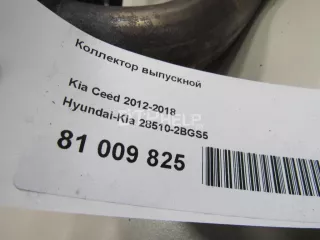 Коллектор выпускной
Kia Ceed 2012-2018
Hyundai-Kia 28510-2BGS5
81 009 825